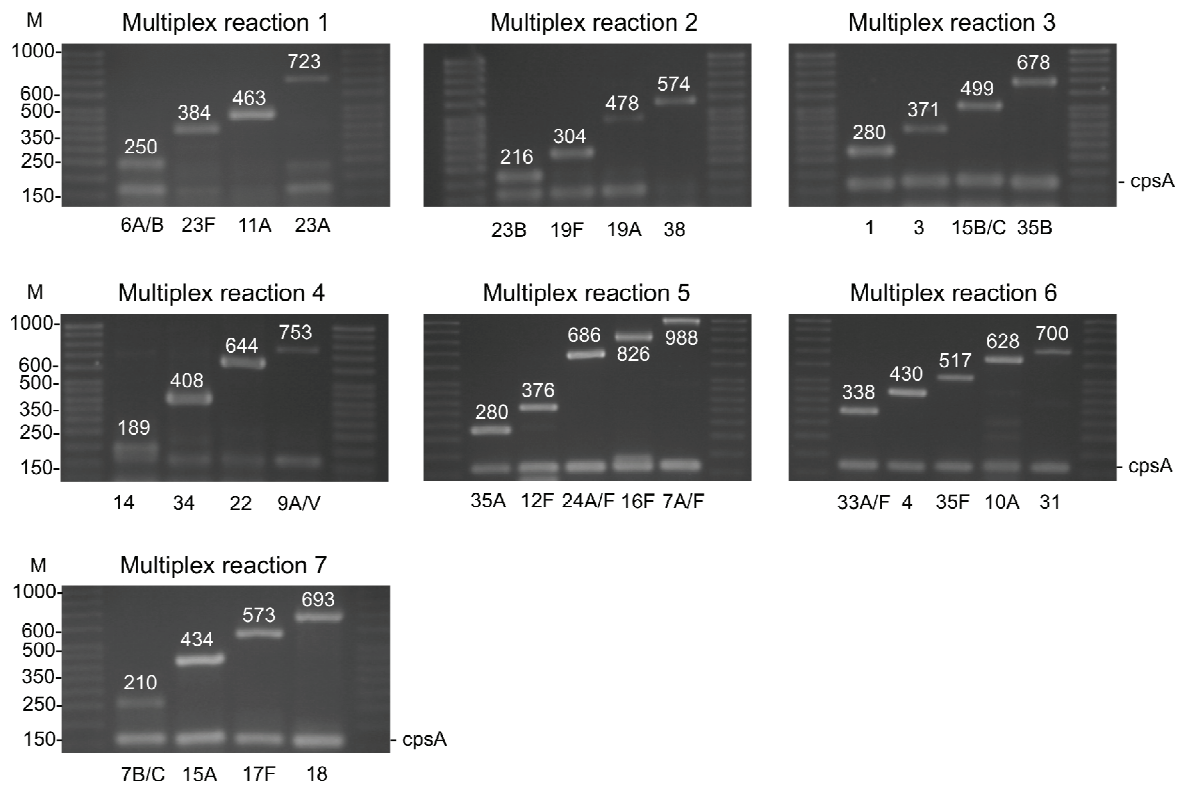 M Multiplex reaction 1 Multiplex reaction 2 Multiplex reaction 3
1000-
600-
500-
350-
250-
150-
250 384 463 723
216 304 478 574
280 371 499 678
- cpsA
6A/B 23F 11A 23A
23B 19F 19A 38
1 3 15B/C 35B
M Multiplex reaction 4 Multiplex reaction 5 Multiplex reaction 6
1000-
600-
500-
350-
250-
150-
189 408 644 753
280 376 686 826 988
338 430 517 628 700
- cpsA
14 34 22 9A/V
35A 12F 24A/F 16F 7A/F
33A/F 4 35F 10A 31
M Multiplex reaction 7
1000-
600-
500-
350-
250-
150-
210 434 573 693
- cpsA
7B/C 15A 17F 18